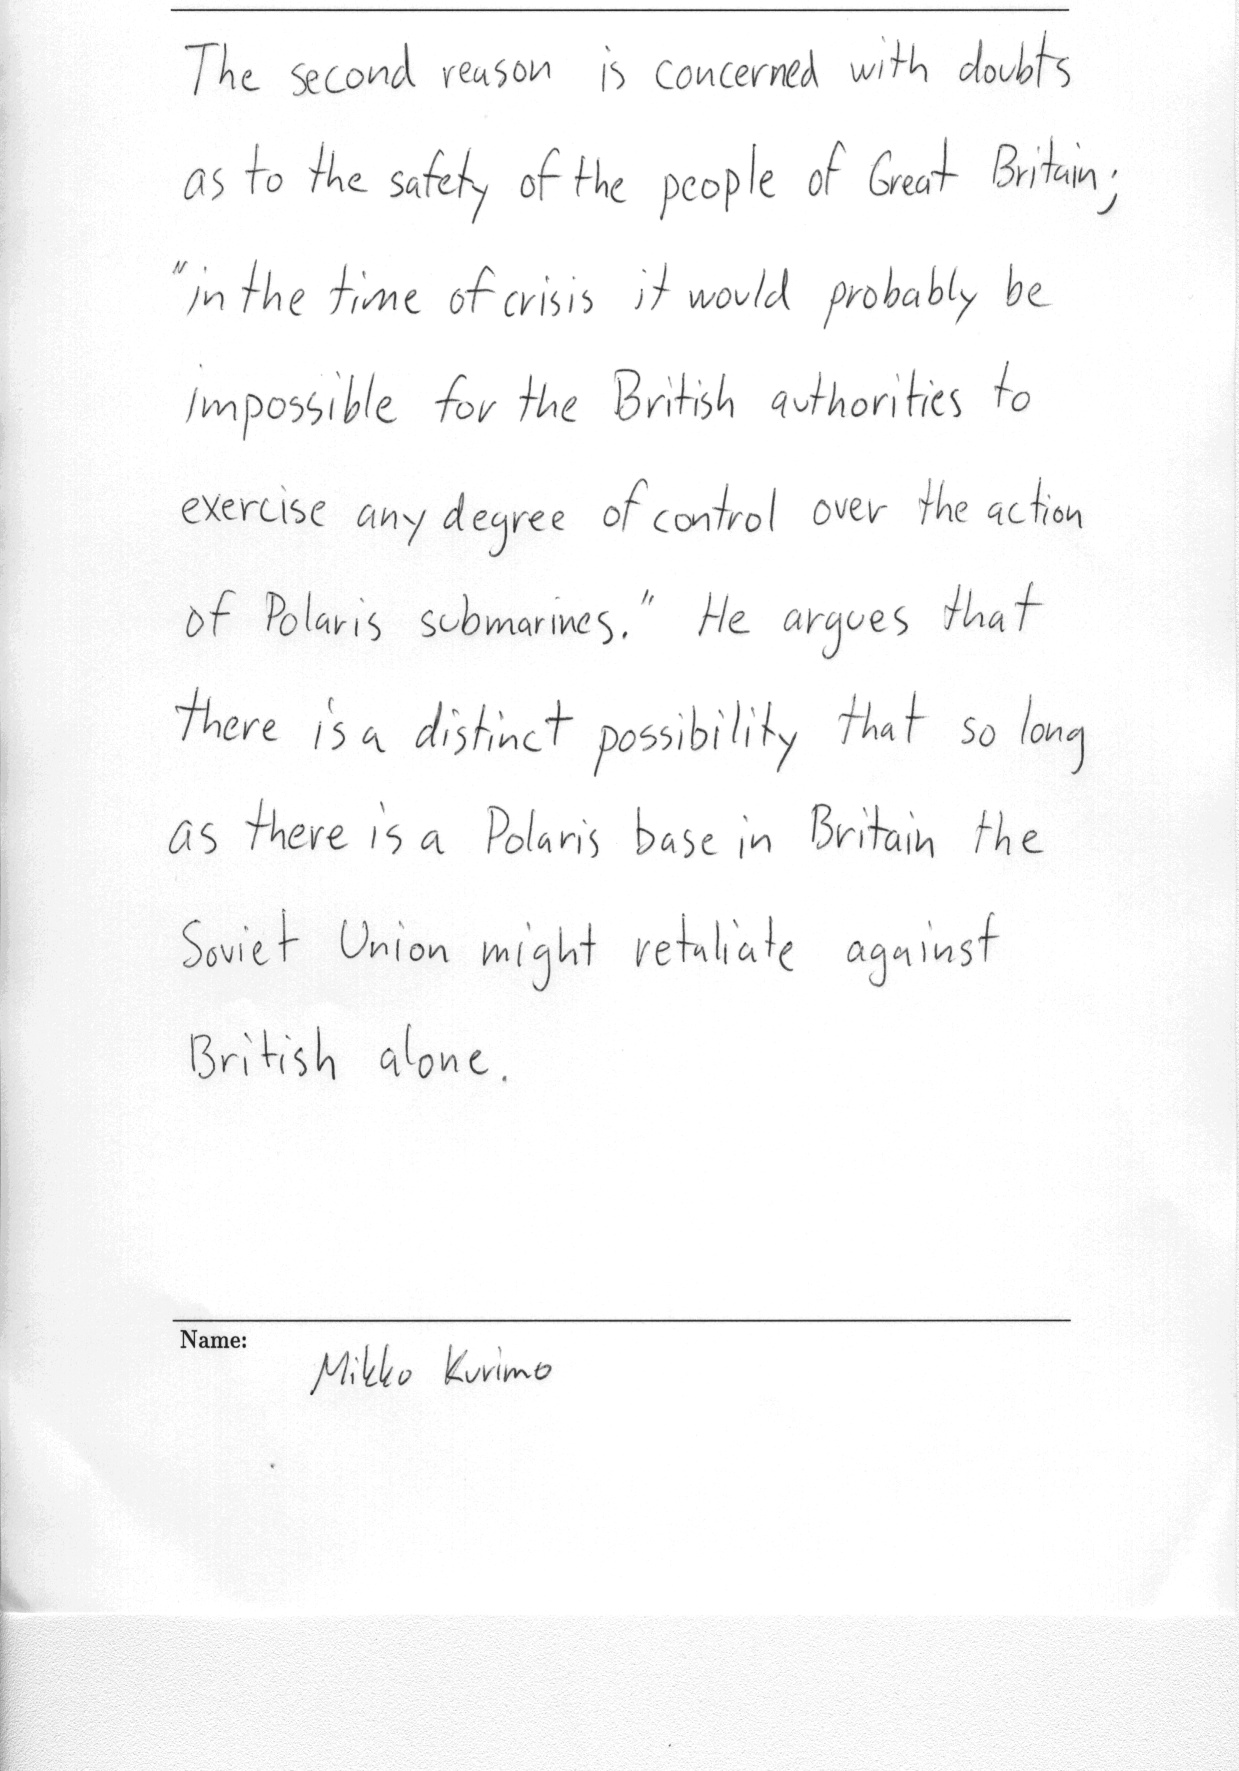 The second reason is concerned with doubts
as to the safety of the people of Great Britain;
"in the time of crisis it would probably be
impossible for the British authorities to
exercise any degree of control over the action
of Polaris submarines." He argues that
there is a distinct possibility that so long
as there is a Polaris base in Britain the
Soviet Union might retaliate against
British alone.
Name:
Mikko Kurimo